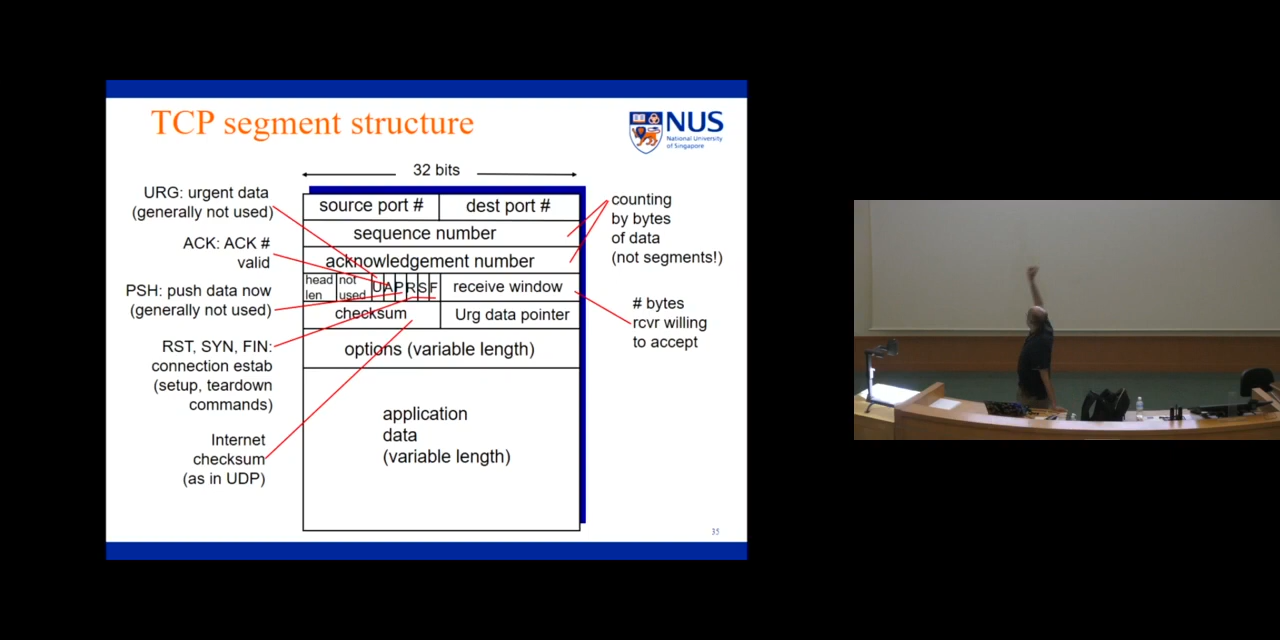 TCP segment structure
NUS
National University
of Singapore
32 bits
URG: urgent data
(generally not used)
ACK: ACK #
valid
PSH: push data now
(generally not used)
RST, SYN, FIN:
connection estab
(setup, teardown
commands)
Internet
checksum
(as in UDP)
source port #
dest port #
sequence number
acknowledgement number
head
len
not
used
U A P R S F
receive window
checksum
Urg data pointer
options (variable length)
application
data
(variable length)
counting
by bytes
of data
(not segments!)
# bytes
rcvr willing
to accept
35